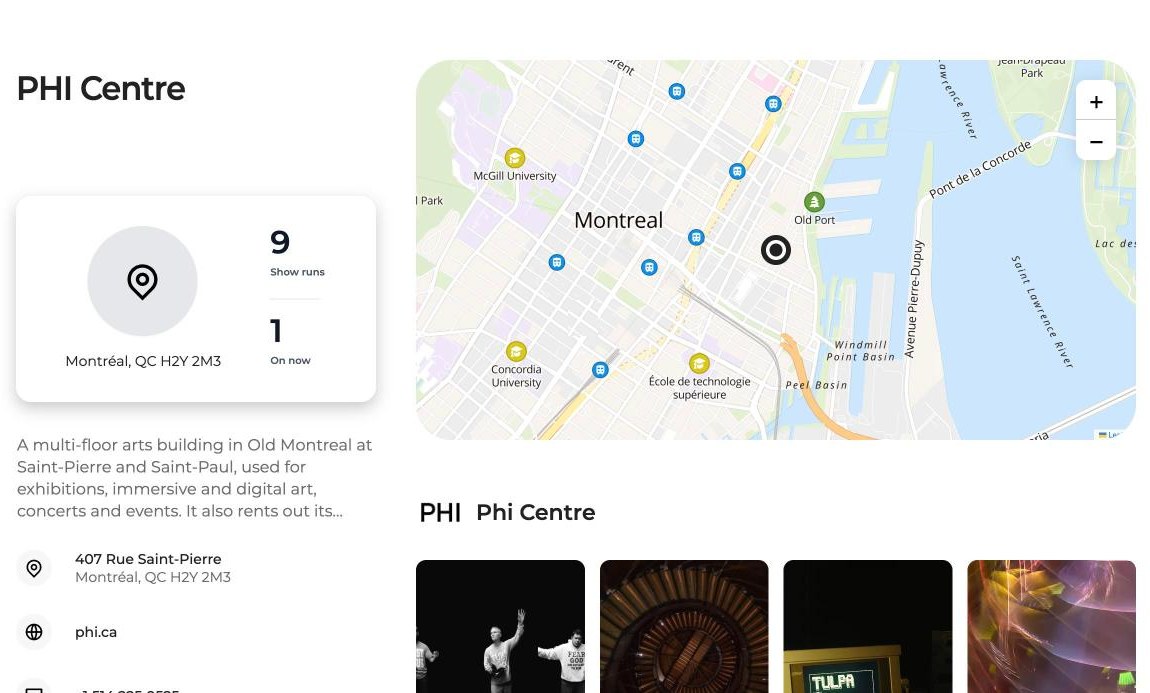 PHI Centre
9
Show runs
1
On now
Montréal, QC H2Y 2M3
A multi-floor arts building in Old Montreal at
Saint-Pierre and Saint-Paul, used for
exhibitions, immersive and digital art,
concerts and events. It also rents out its...
407 Rue Saint-Pierre
Montréal, QC H2Y 2M3
phi.ca
Jean-Drapeau
Park
+
−
McGill University
Montreal
Old Port
Pont de la Concorde
Avenue Pierre-Dupuy
Saint Lawrence River
Windmill
Point Basin
Peel Basin
Concordia
University
École de technologie
supérieure
PHI Phi Centre
FEAR
GOD
TULPA